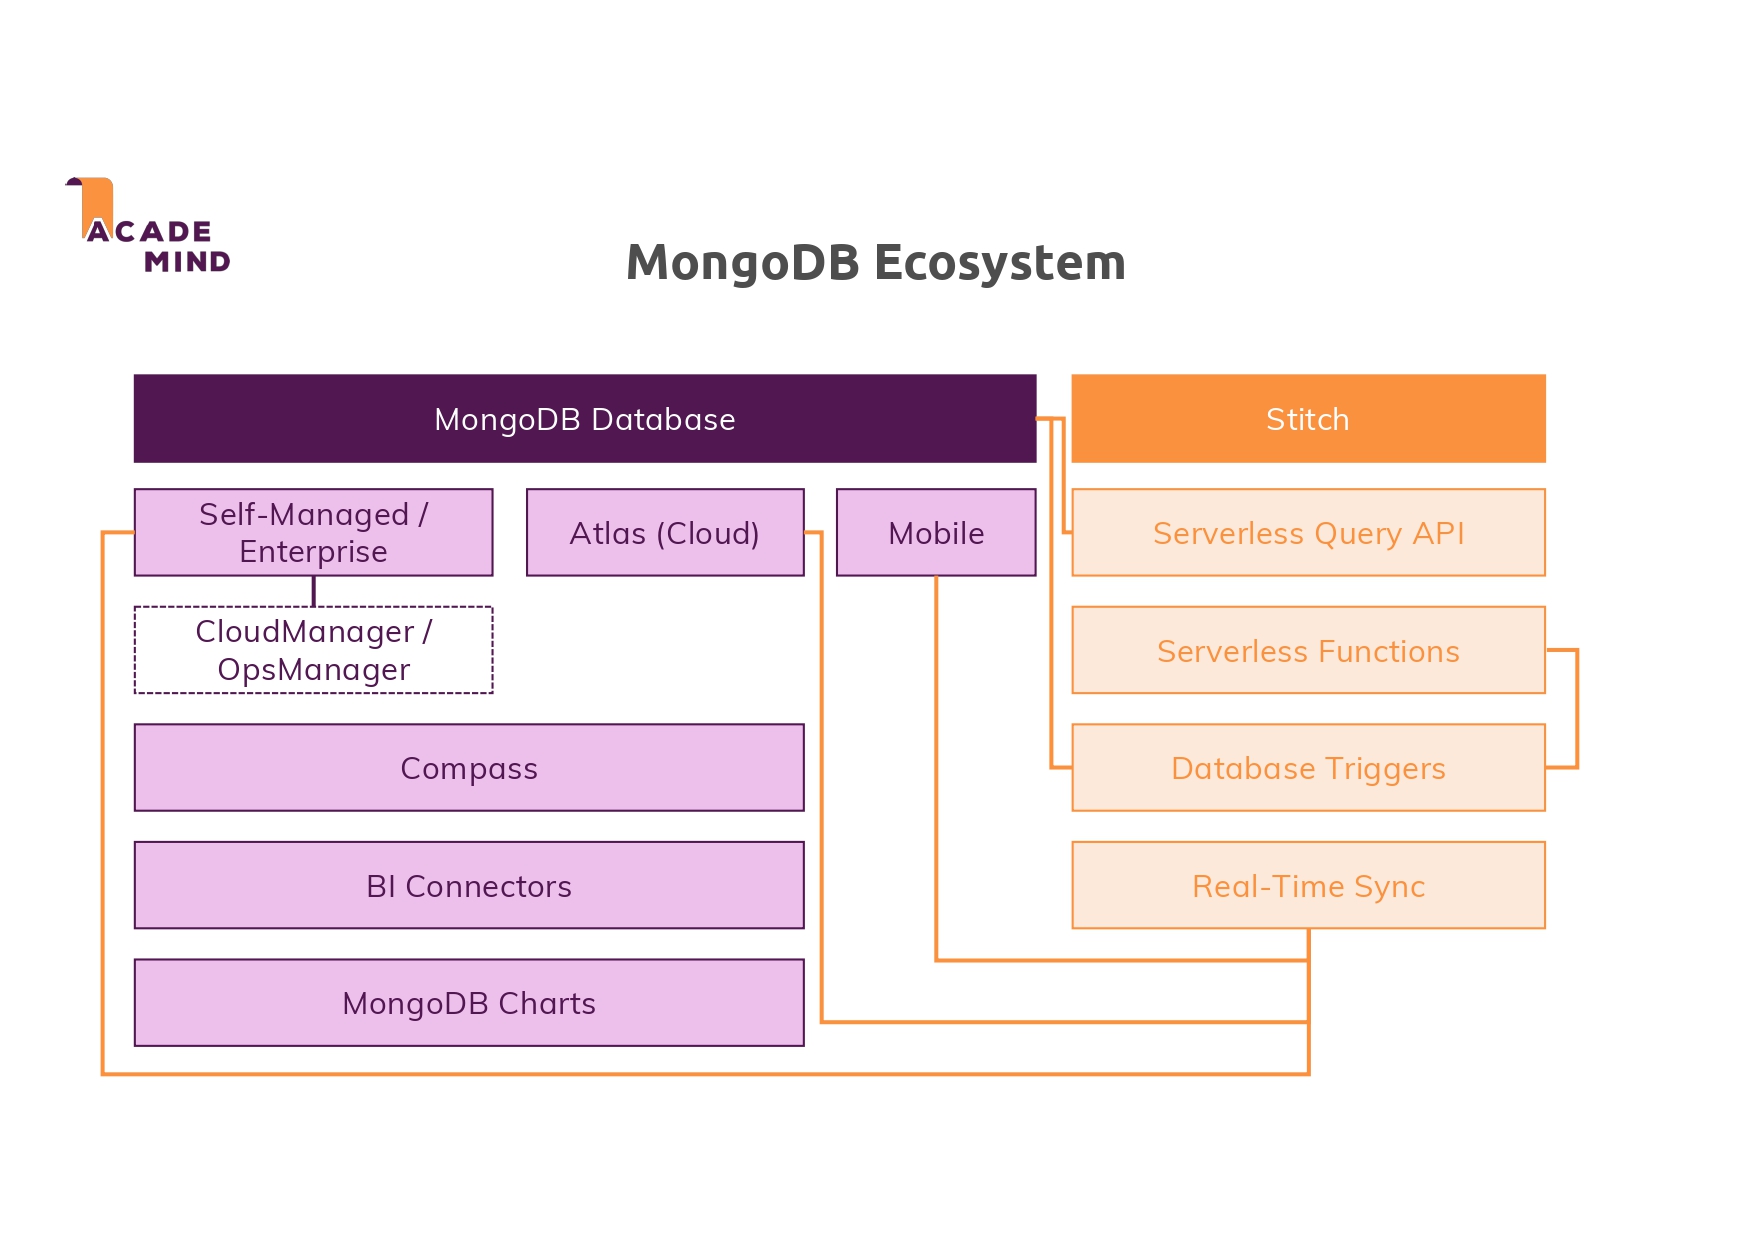 ACADE
MIND
MongoDB Ecosystem
MongoDB Database
Stitch
Self-Managed /
Enterprise
Atlas (Cloud)
Mobile
Serverless Query API
CloudManager /
OpsManager
Serverless Functions
Compass
Database Triggers
BI Connectors
Real-Time Sync
MongoDB Charts